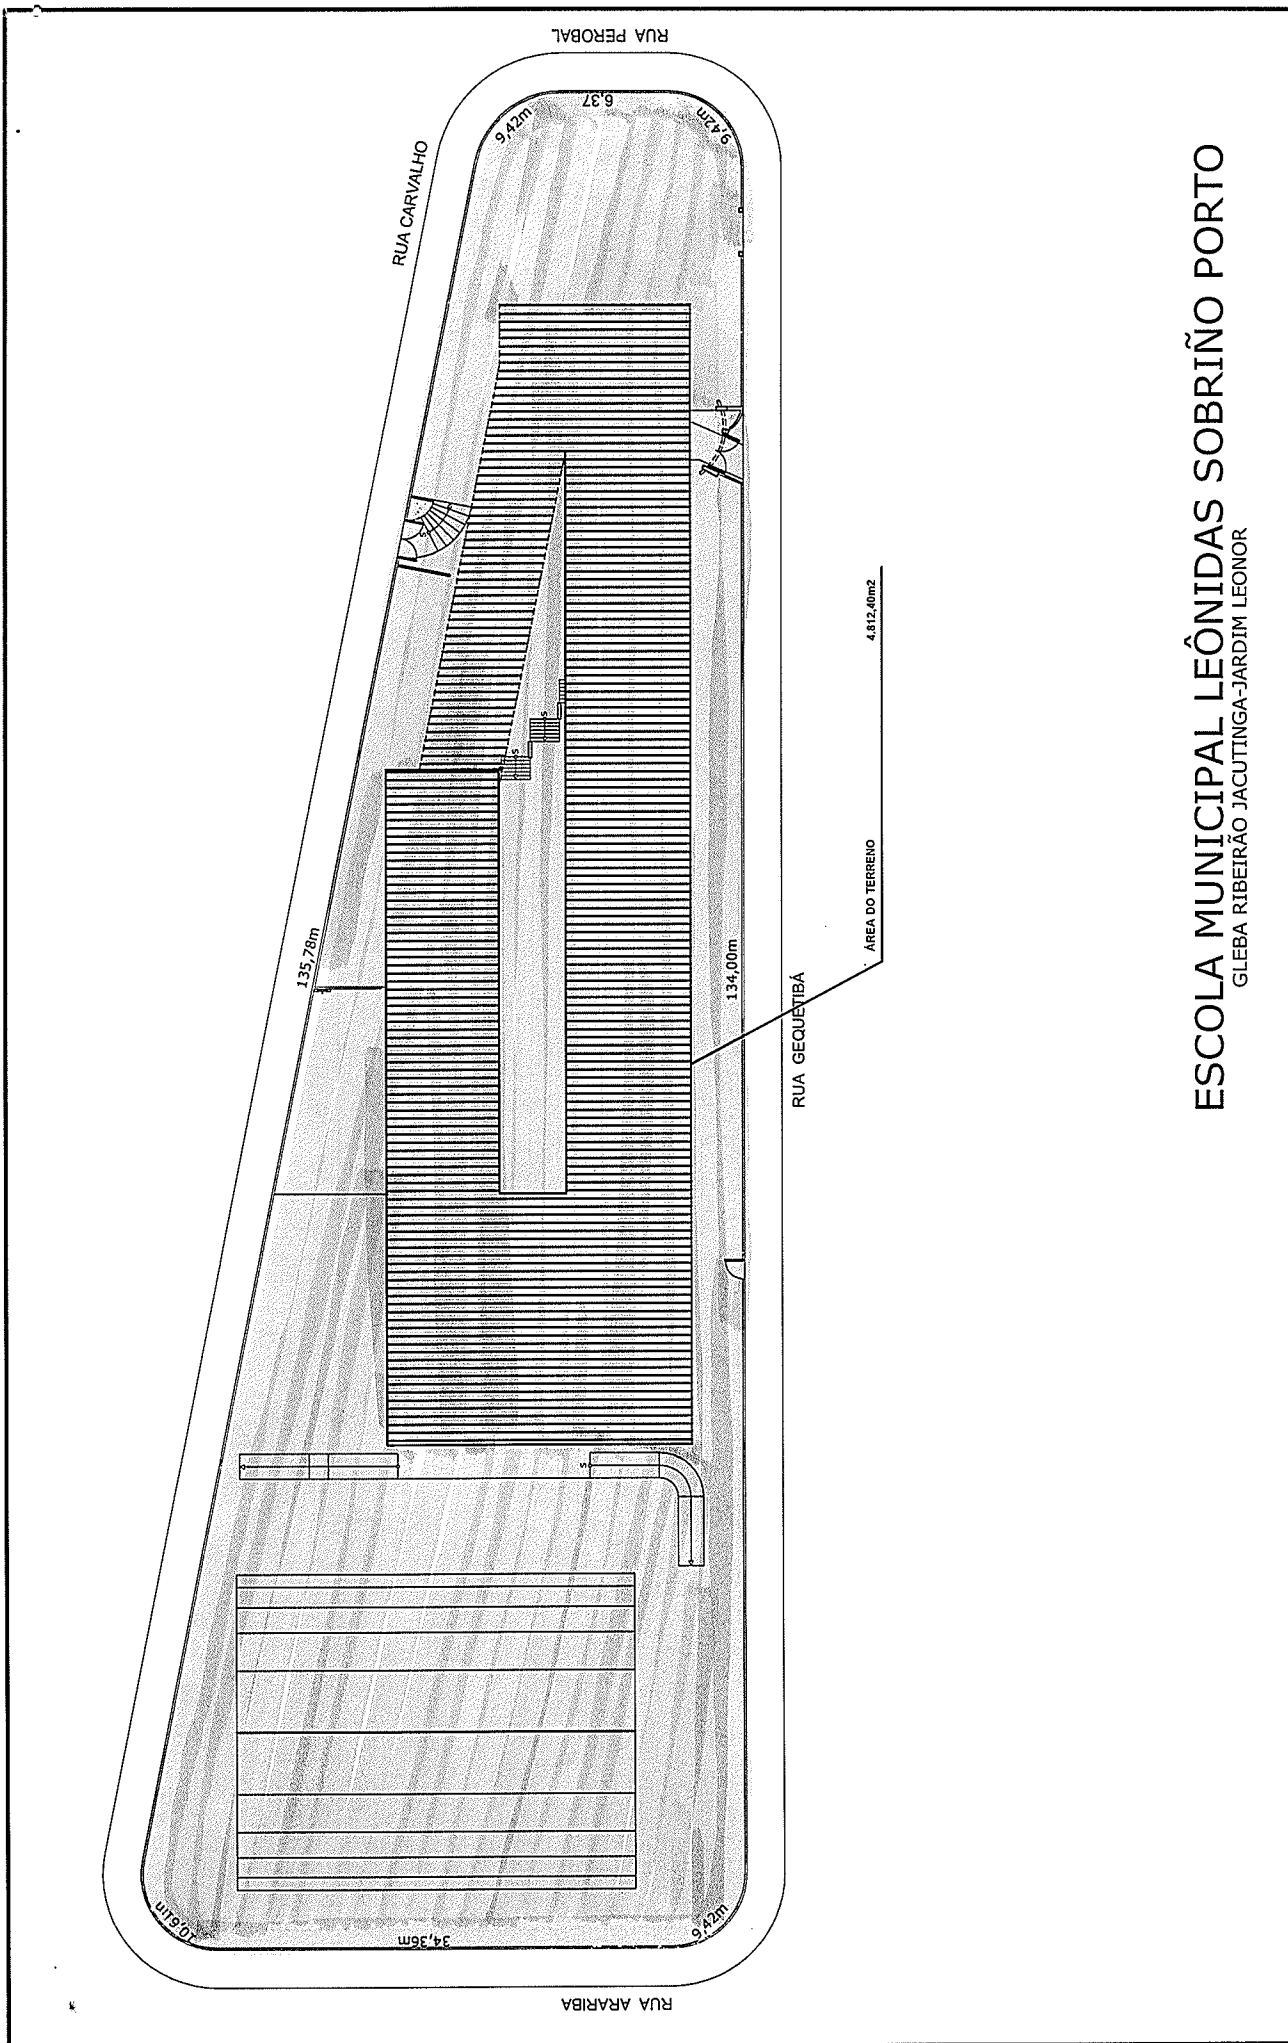 RUA PEROBAL
6,37
9,42m
9,42m
RUA CARVALHO
S
135,78m
S
S
134,00m
RUA GEQUETIBÁ
ÁREA DO TERRENO 4.812,40m2
S
10,61m
34,36m
9,42m
RUA ARARIBA
ESCOLA MUNICIPAL LEÔNIDAS SOBRIÑO PORTO
GLEBA RIBEIRÃO JACUTINGA-JARDIM LEONOR